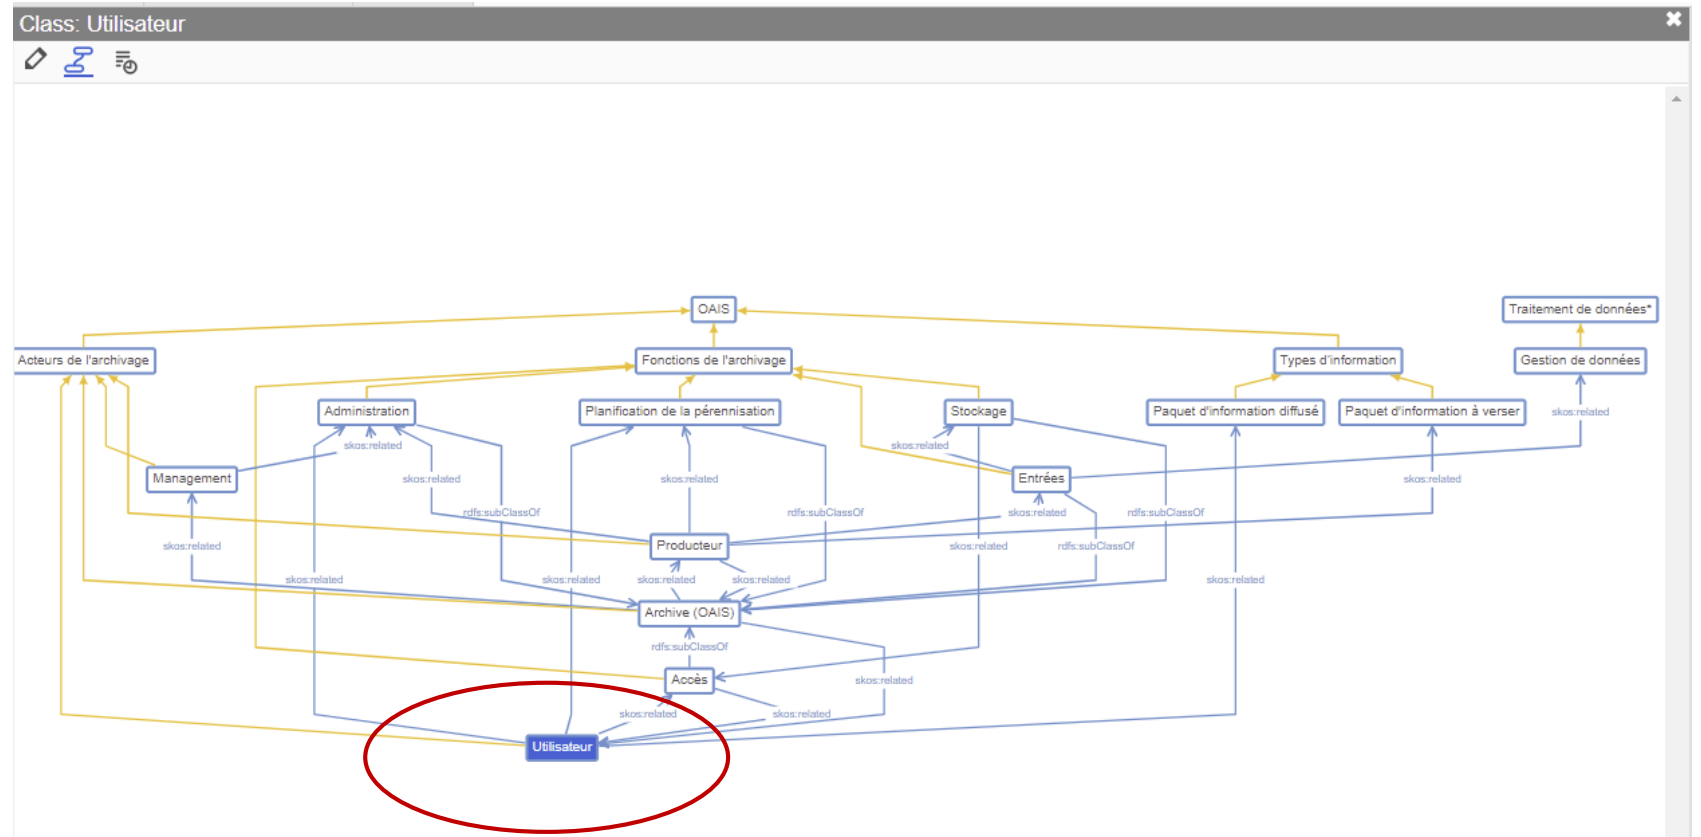 Class: Utilisateur
OAIS
Traitement de données*
Acteurs de l'archivage
Fonctions de l'archivage
Types d'information
Gestion de données
Administration
Planification de la pérennisation
Stockage
Paquet d'information diffusé
Paquet d'information à verser
skos:related
skos:related
skos:related
Management
skos:related
skos:related
Entrées
skos:related
rdfs:subClassOf
rdfs:subClassOf
skos:related
rdfs:subClassOf
skos:related
Producteur
skos:related
rdfs:subClassOf
skos:related
skos:related
skos:related
skos:related
skos:related
Archive (OAIS)
rdfs:subClassOf
Accès
skos:related
skos:related
skos:related
Utilisateur